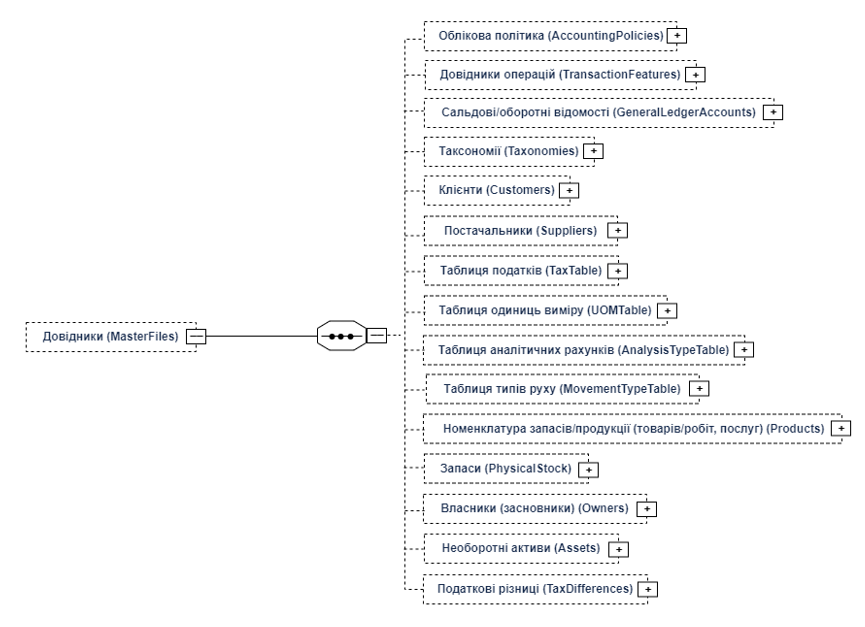 Облікова політика (AccountingPolicies)
Довідники операцій (TransactionFeatures)
Сальдові/оборотні відомості (GeneralLedgerAccounts)
Таксономії (Taxonomies)
Клієнти (Customers)
Постачальники (Suppliers)
Таблиця податків (TaxTable)
Таблиця одиниць виміру (UOMTable)
Довідники (MasterFiles)
Таблиця аналітичних рахунків (AnalysisTypeTable)
Таблиця типів руху (MovementTypeTable)
Номенклатура запасів/продукції (товарів/робіт, послуг) (Products)
Запаси (PhysicalStock)
Власники (засновники) (Owners)
Необоротні активи (Assets)
Податкові різниці (TaxDifferences)